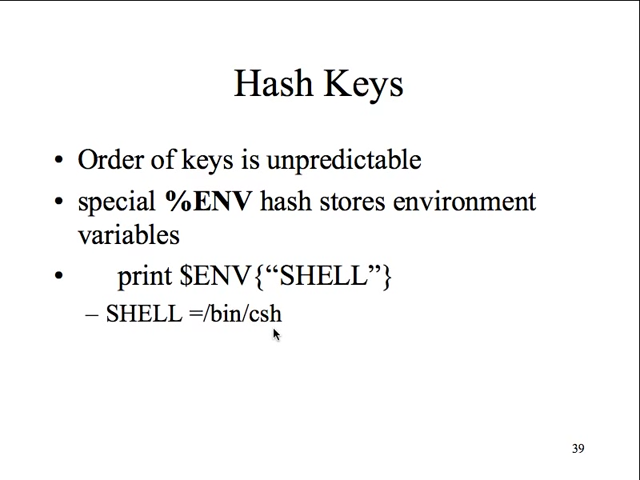 Hash Keys
• Order of keys is unpredictable
• special %ENV hash stores environment
variables
• print $ENV{“SHELL”}
– SHELL =/bin/csh
39